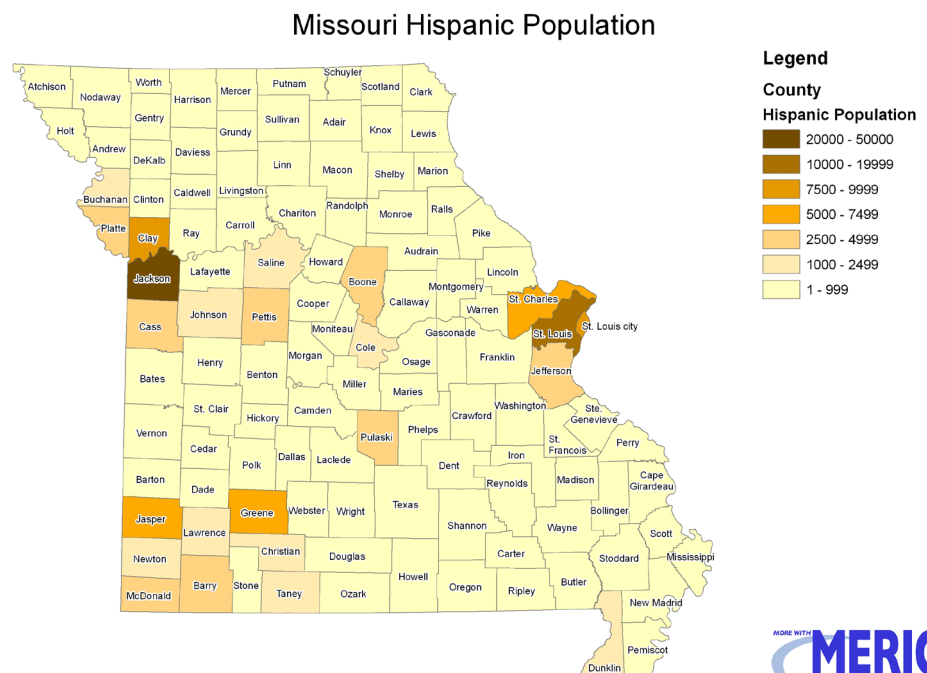 Missouri Hispanic Population
Legend
County
Hispanic Population
20000 - 50000
10000 - 19999
7500 - 9999
5000 - 7499
2500 - 4999
1000 - 2499
1 - 999
Atchison
Nodaway
Worth
Harrison
Mercer
Putnam
Schuyler
Scotland
Clark
Holt
Gentry
Grundy
Sullivan
Adair
Knox
Lewis
Andrew
DeKalb
Daviess
Linn
Macon
Shelby
Marion
Buchanan
Clinton
Caldwell
Livingston
Chariton
Randolph
Monroe
Ralls
Pike
Platte
Clay
Ray
Carroll
Saline
Howard
Boone
Audrain
Lincoln
Jackson
Lafayette
Cooper
Callaway
Montgomery
Warren
St. Charles
St. Louis
St. Louis city
Cass
Johnson
Pettis
Moniteau
Cole
Gasconade
Osage
Franklin
Jefferson
Bates
Henry
Benton
Morgan
Miller
Maries
St. Clair
Hickory
Camden
Pulaski
Phelps
Crawford
Washington
Ste.
Genevieve
Vernon
Cedar
Polk
Dallas
Laclede
Dent
Iron
St.
Francois
Perry
Barton
Dade
Greene
Webster
Wright
Texas
Reynolds
Madison
Cape
Girardeau
Bollinger
Jasper
Lawrence
Christian
Douglas
Shannon
Wayne
Scott
Mississippi
Newton
Carter
Stoddard
McDonald
Barry
Stone
Taney
Ozark
Howell
Oregon
Ripley
Butler
New Madrid
Dunklin
Pemiscot
MORE WITH
MERIC